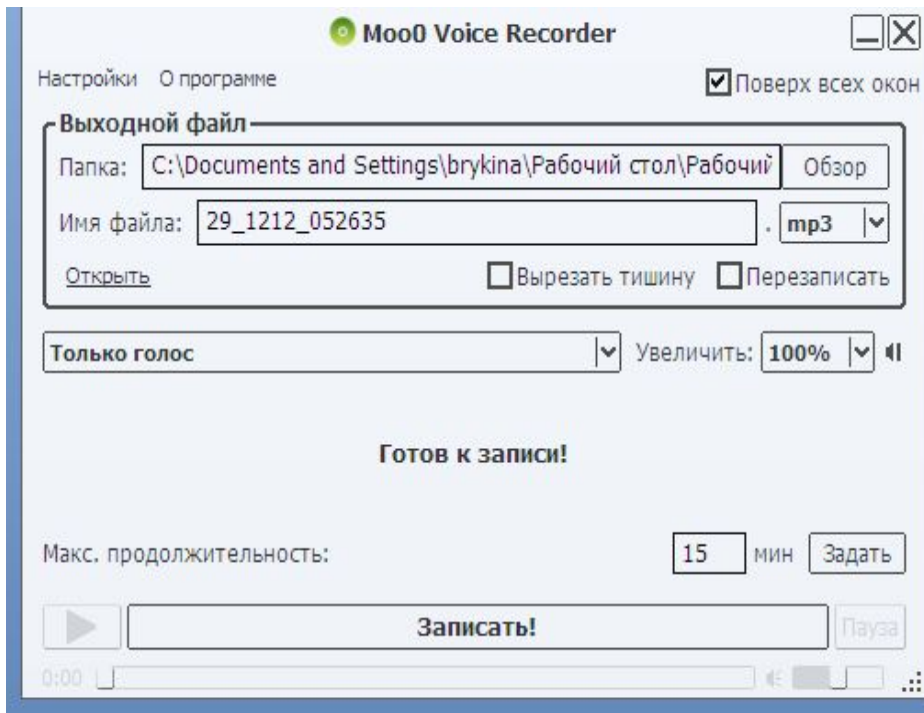 Moo0 Voice Recorder
Настройки О программе
Поверх всех окон
Выходной файл
Папка: C:\Documents and Settings\brykina\Рабочий стол\Рабочий Обзор
Имя файла: 29_1212_052635 . mp3
Открыть Вырезать тишину Перезаписать
Только голос Увеличить: 100%
Готов к записи!
Макс. продолжительность: 15 мин Задать
Записать! Пауза
0:00